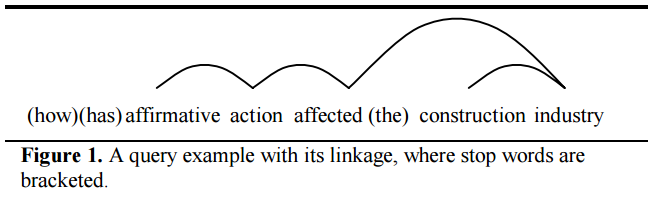 (how)(has) affirmative action affected (the) construction industry
Figure 1. A query example with its linkage, where stop words are
bracketed.